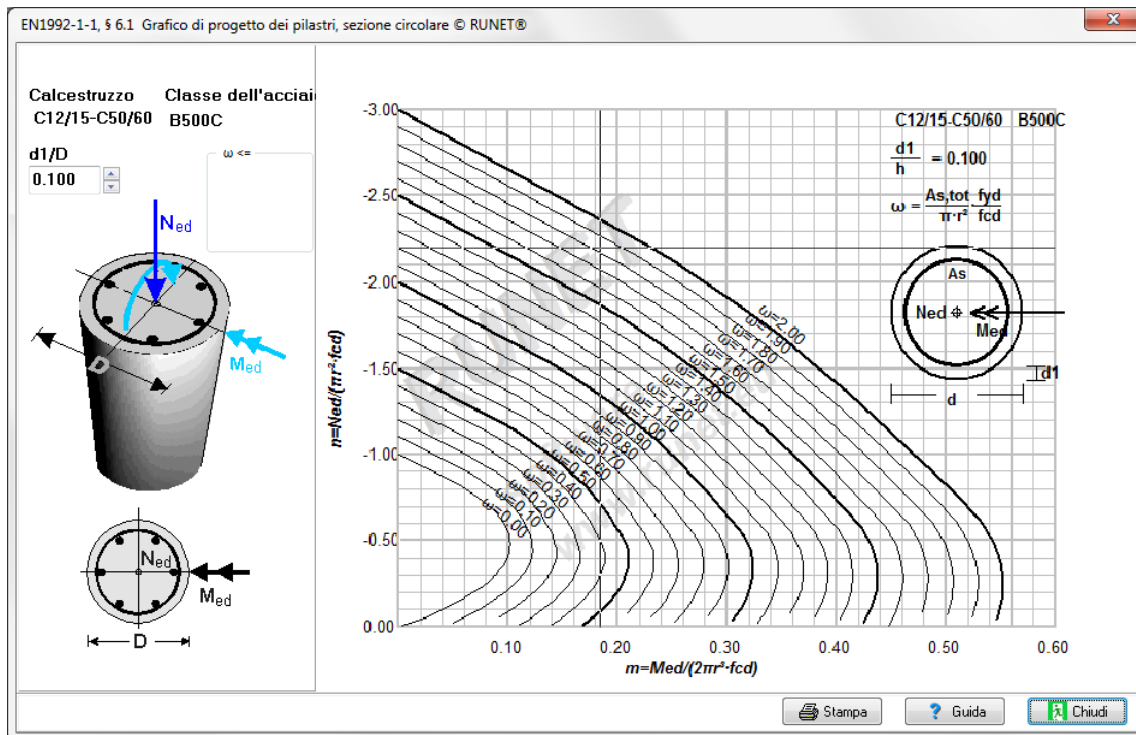 EN1992-1-1, § 6.1 Grafico di progetto dei pilastri, sezione circolare © RUNET®
Calcestruzzo Classe dell'acciai
C12/15-C50/60 B500C
d1/D
0.100
ω <=
Ned
D
Med
Ned
Med
D
n=Ned/(πr²·fcd)
-3.00
-2.50
-2.00
-1.50
-1.00
-0.50
0.00
0.10 0.20 0.30 0.40 0.50 0.60
m=Med/(2πr³·fcd)
C12/15-C50/60 B500C
d1
h
= 0.100
ω = As,tot fyd
π·r² fcd
As
Ned
Med
d1
d
ω=2.00
ω=1.90
ω=1.80
ω=1.70
ω=1.60
ω=1.50
ω=1.40
ω=1.30
ω=1.20
ω=1.10
ω=1.00
ω=0.90
ω=0.80
ω=0.70
ω=0.60
ω=0.50
ω=0.40
ω=0.30
ω=0.20
ω=0.10
ω=0.00
RUNET
Stampa
? Guida
Chiudi